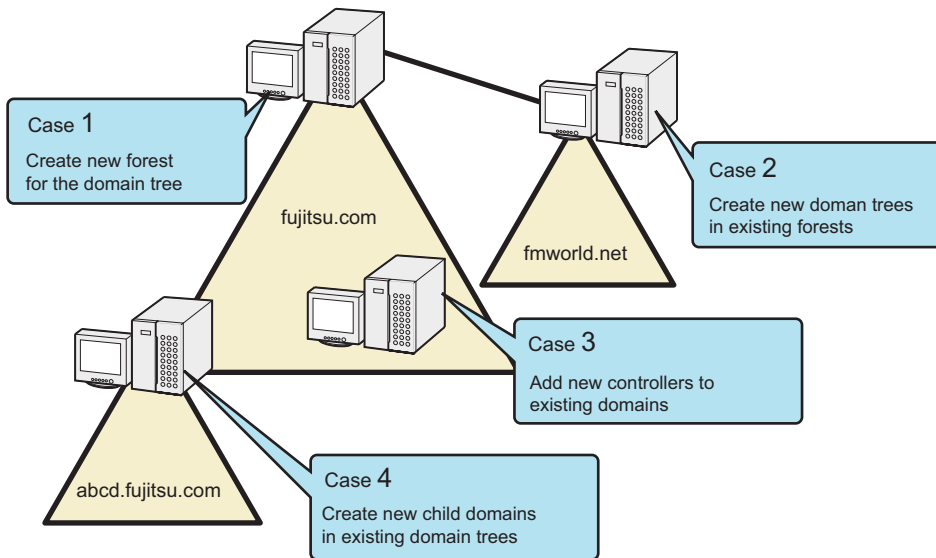 Case 1
Create new forest
for the domain tree
fujitsu.com
Case 2
Create new doman trees
in existing forests
fmworld.net
Case 3
Add new controllers to
existing domains
abcd.fujitsu.com
Case 4
Create new child domains
in existing domain trees